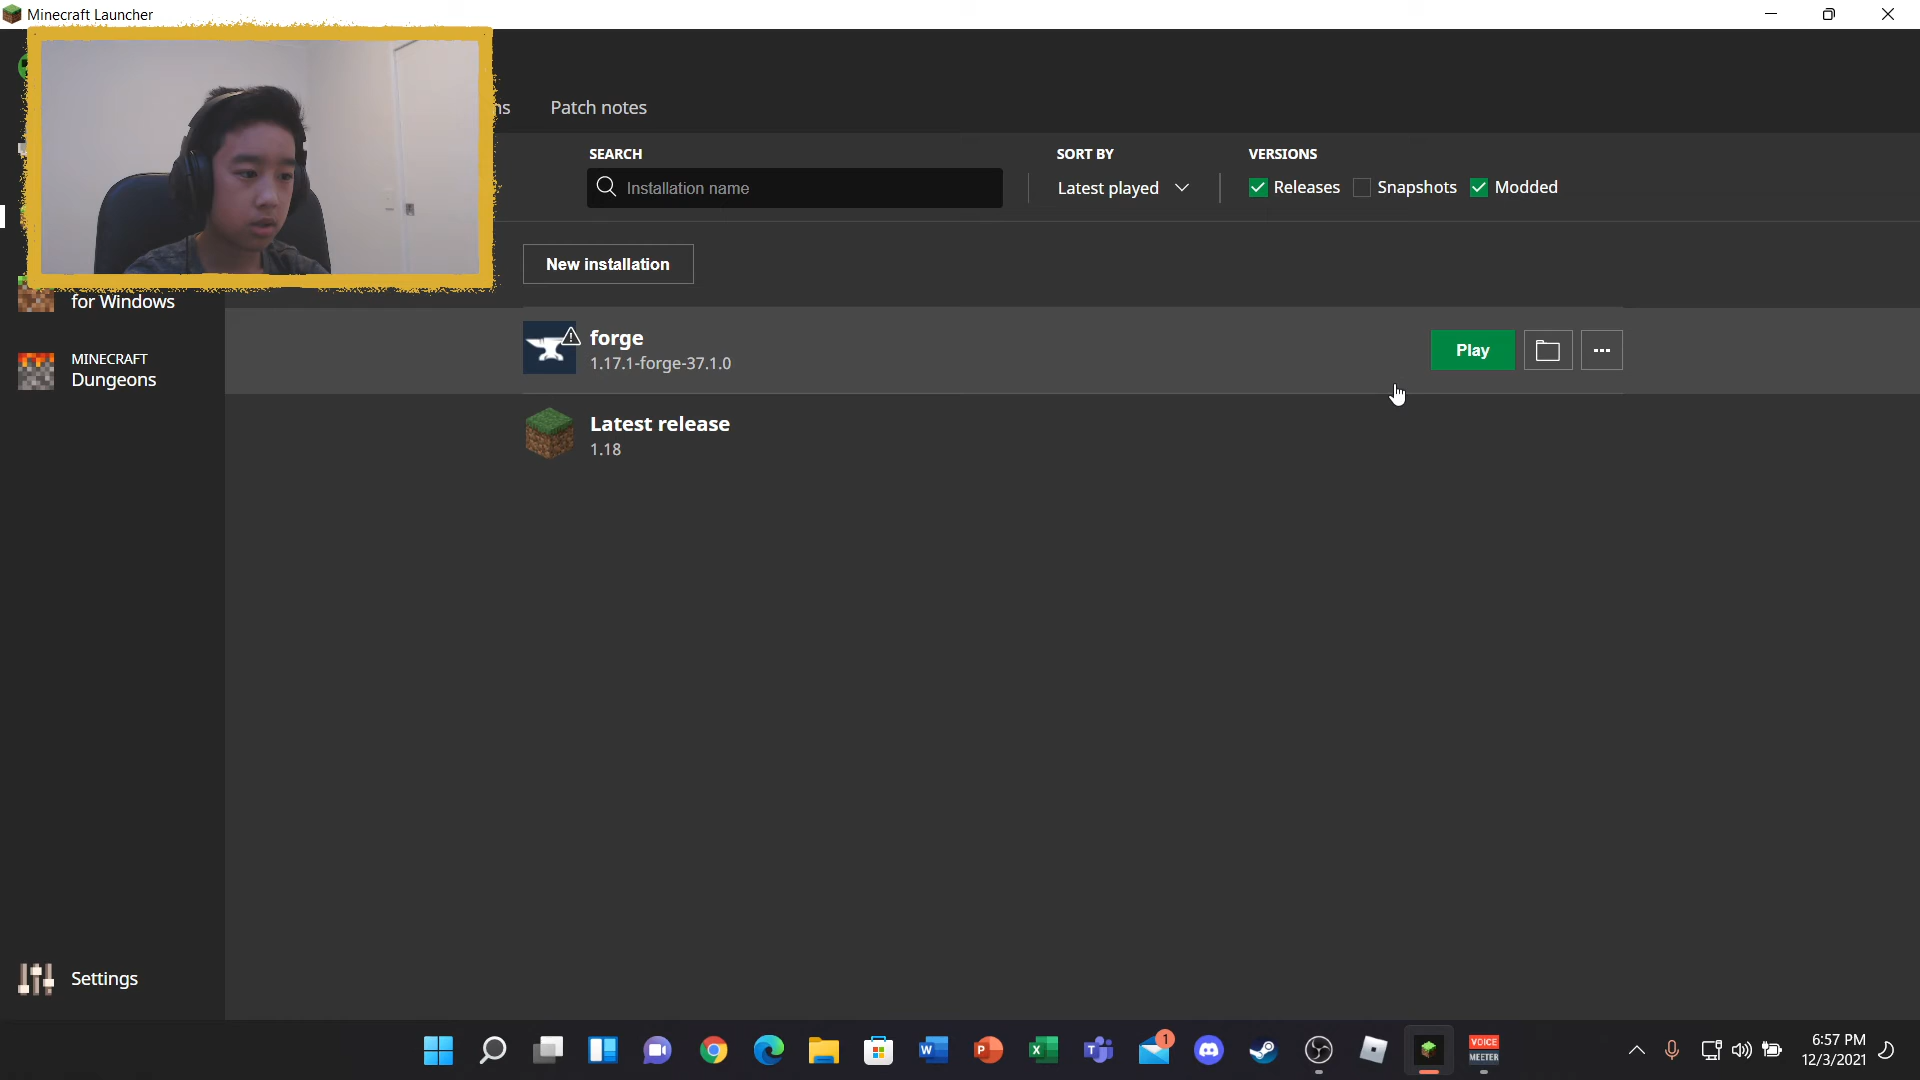 Minecraft Launcher
ns
Patch notes
SEARCH
Installation name
SORT BY
Latest played
VERSIONS
Releases
Snapshots
Modded
New installation
for Windows
MINECRAFT
Dungeons
forge
1.17.1-forge-37.1.0
Play
Latest release
1.18
Settings
1
VOICE
MEETER
6:57 PM
12/3/2021